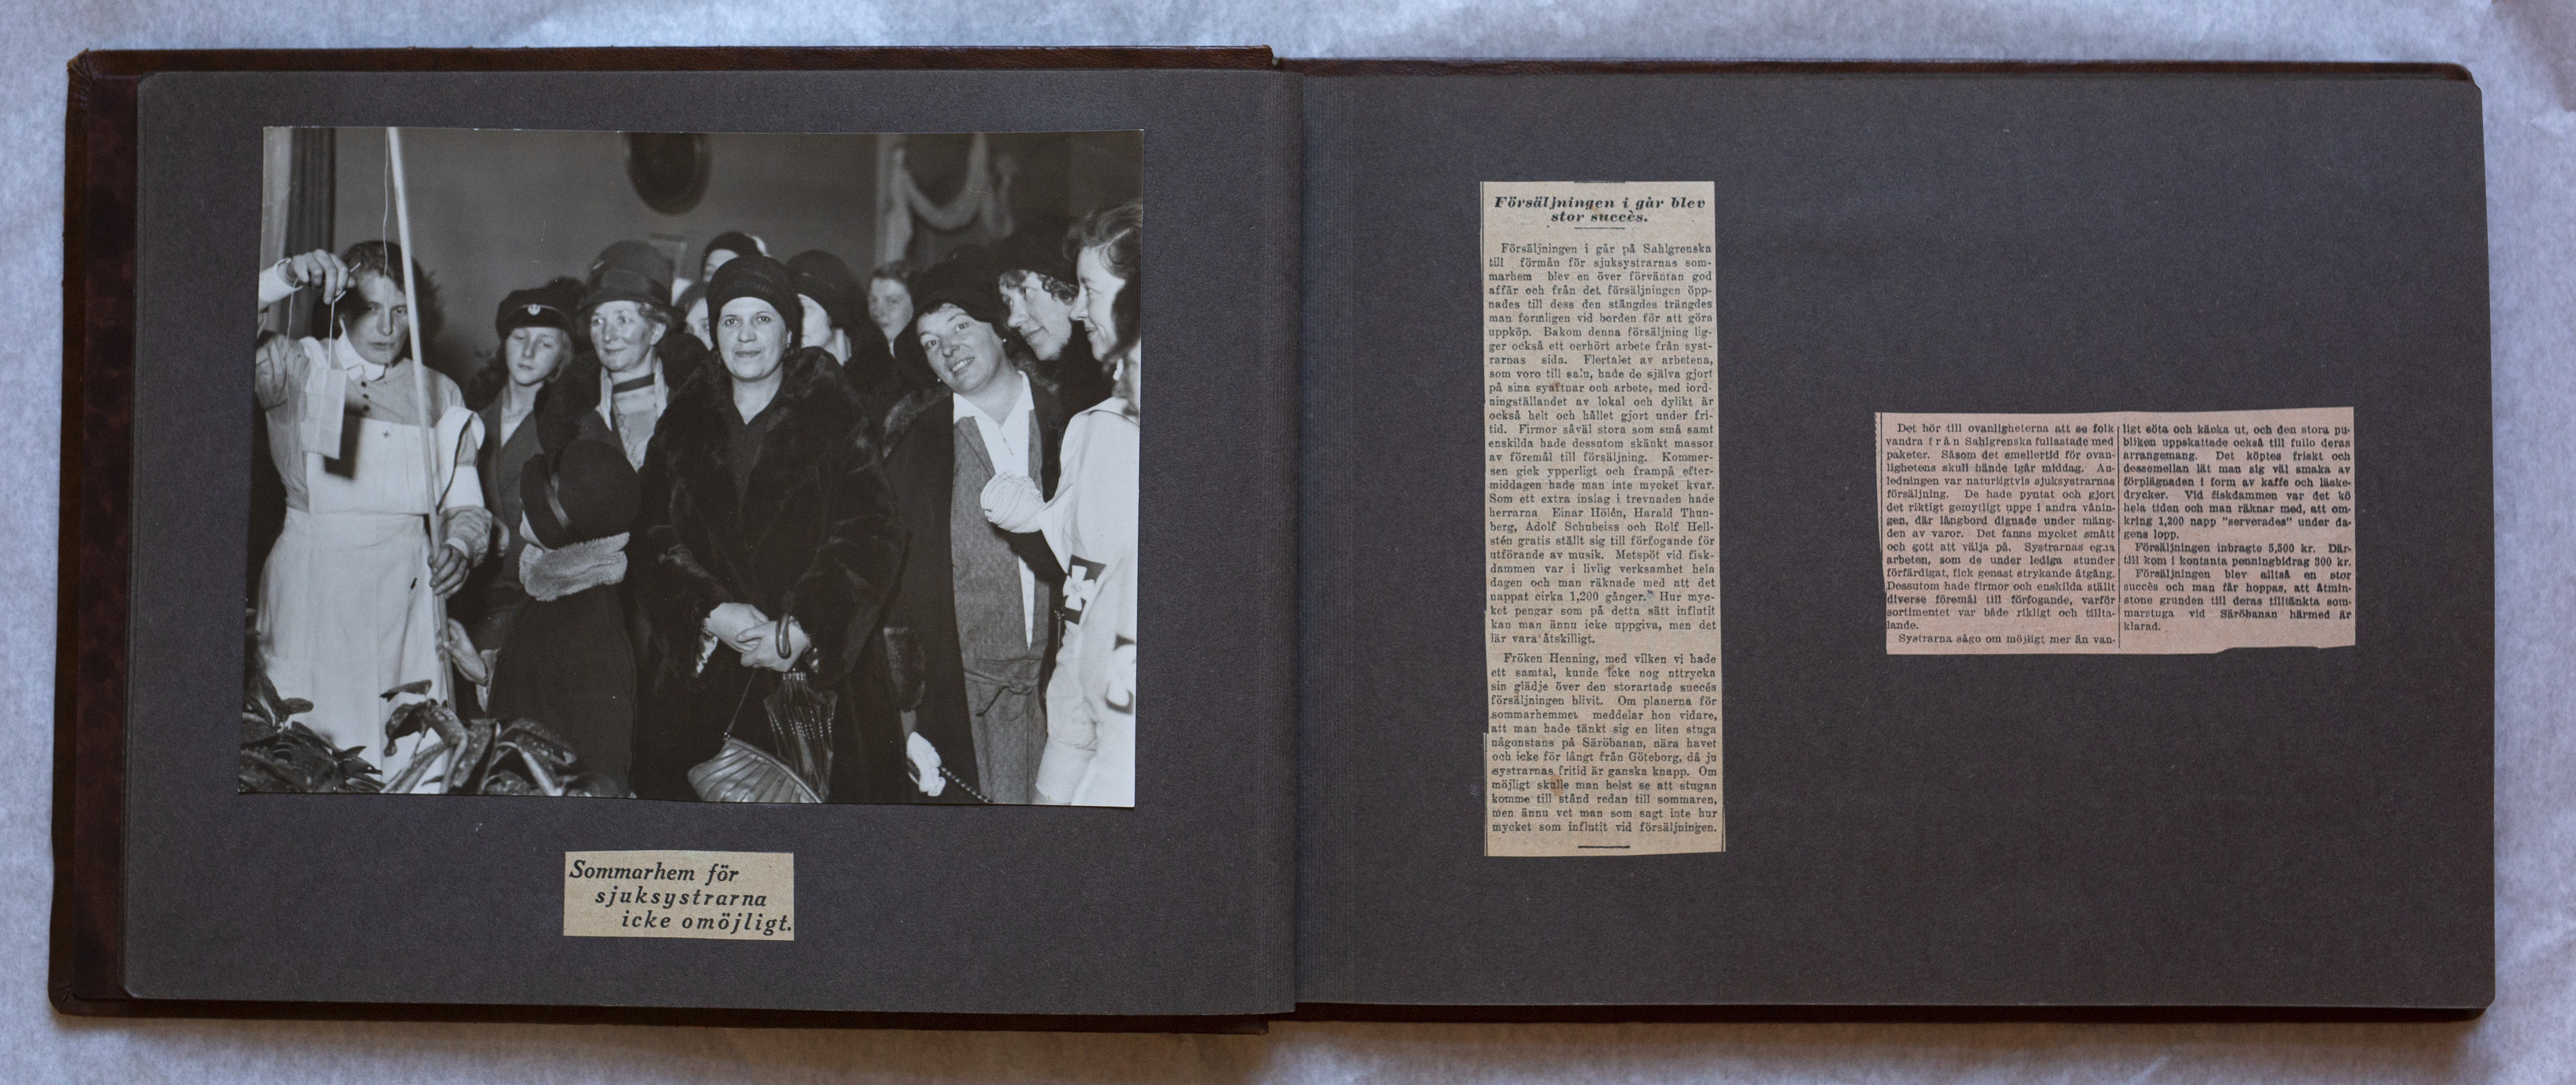 Sommarhem för
sjuksystrarna
icke omöjligt.
Försäljningen i går blev
stor succès.
Försäljningen i går på Sahlgrenska
till förmån för sjuksystrarnas som-
marhem blev en över förväntan god
affär och från det försäljningen öpp-
nades till dess den stängdes trängdes
man formligen vid borden för att göra
uppköp. Bakom denna försäljning lig-
ger också ett oerhört arbete från syst-
rarnas sida. Flertalet av arbetena,
som voro till salu, hade de själva gjort
på sina syaftnar och arbete, med iord-
ningställandet av lokal och dylikt är
också helt och hållet gjort under fri-
tid. Firmor såväl stora som små samt
enskilda hade dessutom skänkt massor
av föremål till försäljning. Kommer-
sen gick ypperligt och frampå efter-
middagen hade man inte mycket kvar.
Som ett extra inslag i trevnaden hade
herrarna Einar Hölén, Harald Thun-
berg, Adolf Schubeiss och Rolf Hell-
stén gratis ställt sig till förfogande för
utförande av musik. Metspöt vid fisk-
dammen var i livlig verksamhet hela
dagen och man räknade med att det
nappat cirka 1,200 gånger. Hur myc-
ket pengar som på detta sätt influtit
kan man ännu icke uppgiva, men det
lär vara åtskilligt.
Fröken Henning, med vilken vi hade
ett samtal, kunde icke nog uttrycka
sin glädje över den storartade succés
försäljningen blivit. Om planerna för
sommarhemmet meddelar hon vidare,
att man hade tänkt sig en liten stuga
någonstans på Säröbanan, nära havet
och icke för långt från Göteborg, då ju
systrarnas fritid är ganska knapp. Om
möjligt skulle man helst se att stugan
komme till stånd redan till sommaren,
men ännu vet man som sagt inte hur
mycket som influtit vid försäljningen.
Det hör till ovanligheterna att se folk
vandra från Sahlgrenska fullastade med
paketer. Såsom det emellertid för ovan-
lighetens skull hände igår middag. An-
ledningen var naturligtvis sjuksystrarnas
försäljning. De hade pyntat och gjort
det riktigt gemytligt uppe i andra vånin-
gen, där långbord dignade under mäng-
den av varor. Det fanns mycket smått
och gott att välja på. Systrarnas egna
arbeten, som de under lediga stunder
förfärdigat, fick genast strykande åtgång.
Dessutom hade firmor och enskilda ställt
diverse föremål till förfogande, varför
sortimentet var både rikligt och tillta-
lande.
Systrarna sågo om möjligt mer än van-
ligt söta och käcka ut, och den stora pu-
bliken uppskattade också till fullo deras
arrangemang. Det köptes friskt och
dessemellan lät man sig väl smaka av
förplägnaden i form av kaffe och läske-
drycker. Vid fiskdammen var det kö
hela tiden och man räknar med, att om-
kring 1,200 napp "serverades" under da-
gens lopp.
Försäljningen inbragte 5,500 kr. Där-
till kom i kontanta penningbidrag 300 kr.
Försäljningen blev alltså en stor
succès och man får hoppas, att åtmin-
stone grunden till deras tilltänkta som-
marstuga vid Säröbanan härmed är
klarad.